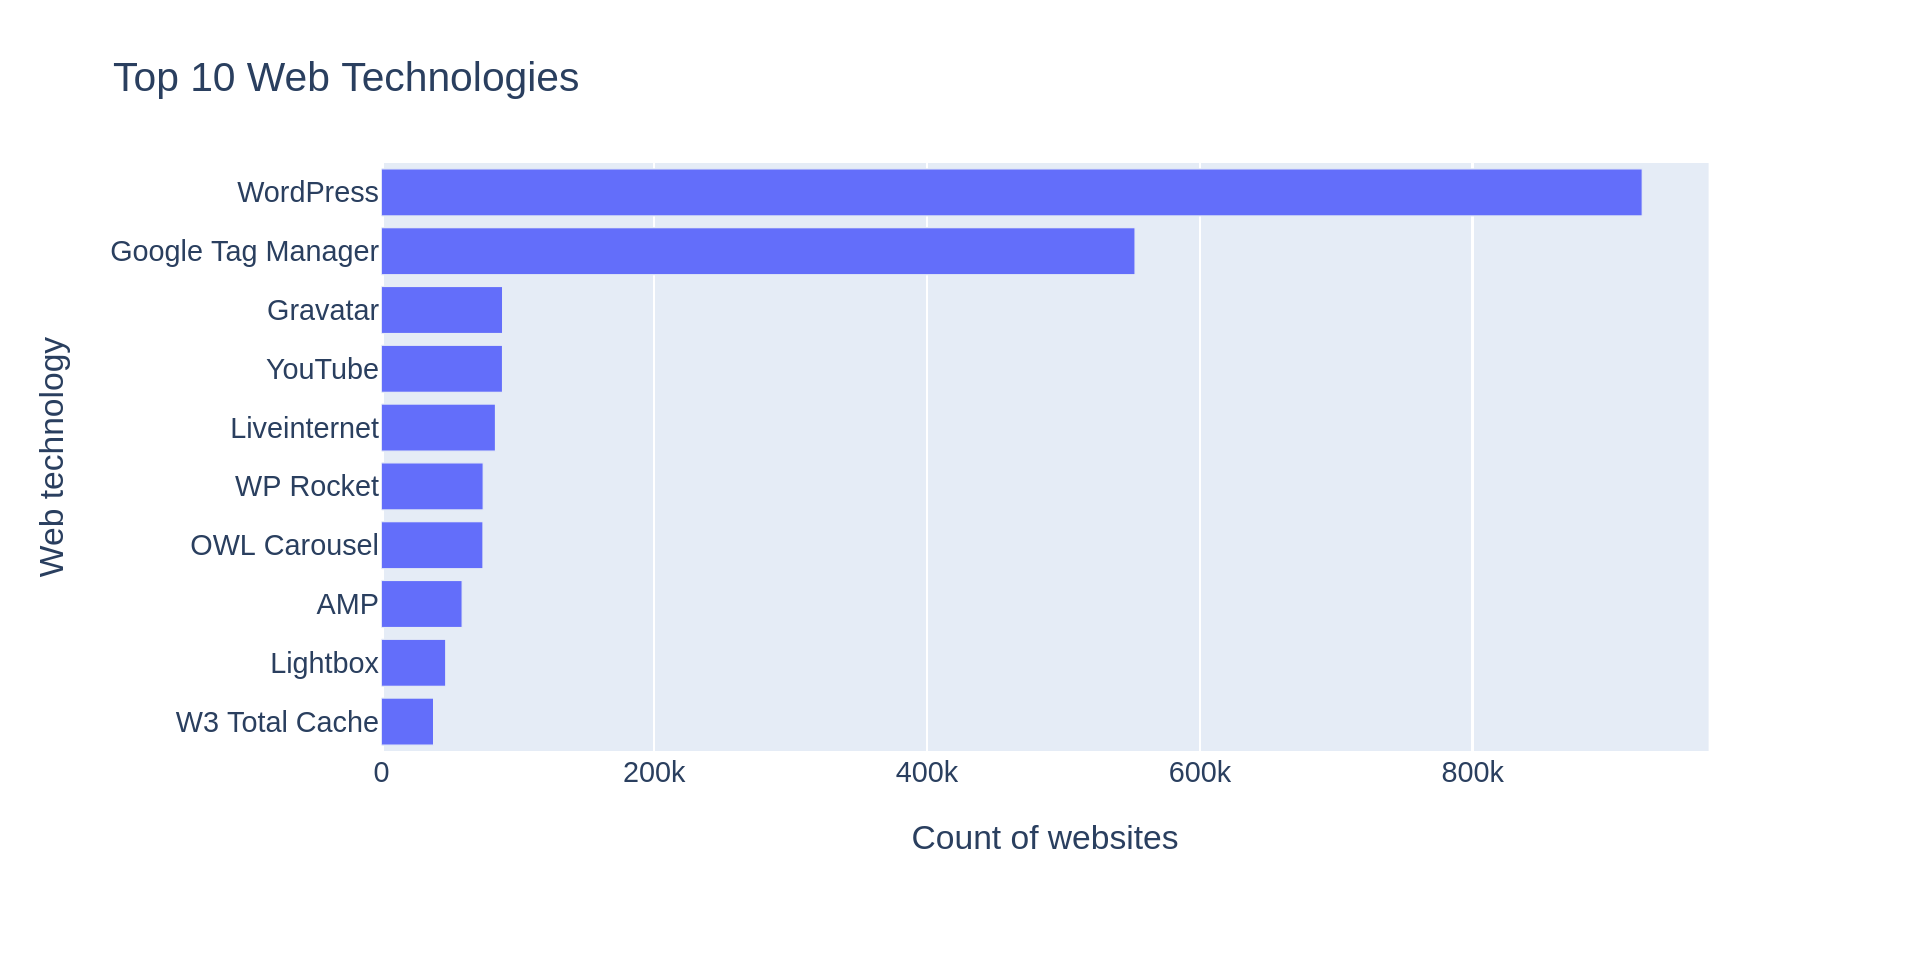 Top 10 Web Technologies
Web technology
WordPress
Google Tag Manager
Gravatar
YouTube
Liveinternet
WP Rocket
OWL Carousel
AMP
Lightbox
W3 Total Cache
0 200k 400k 600k 800k
Count of websites